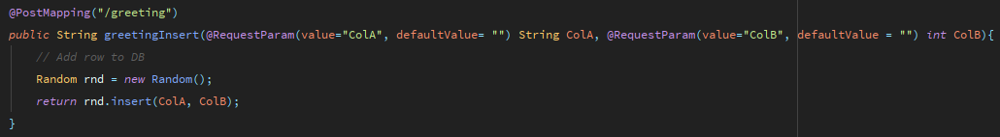 @PostMapping("/greeting")
public String greetingInsert(@RequestParam(value="ColA", defaultValue= "") String ColA, @RequestParam(value="ColB", defaultValue = "") int ColB){
// Add row to DB
Random rnd = new Random();
return rnd.insert(ColA, ColB);
}